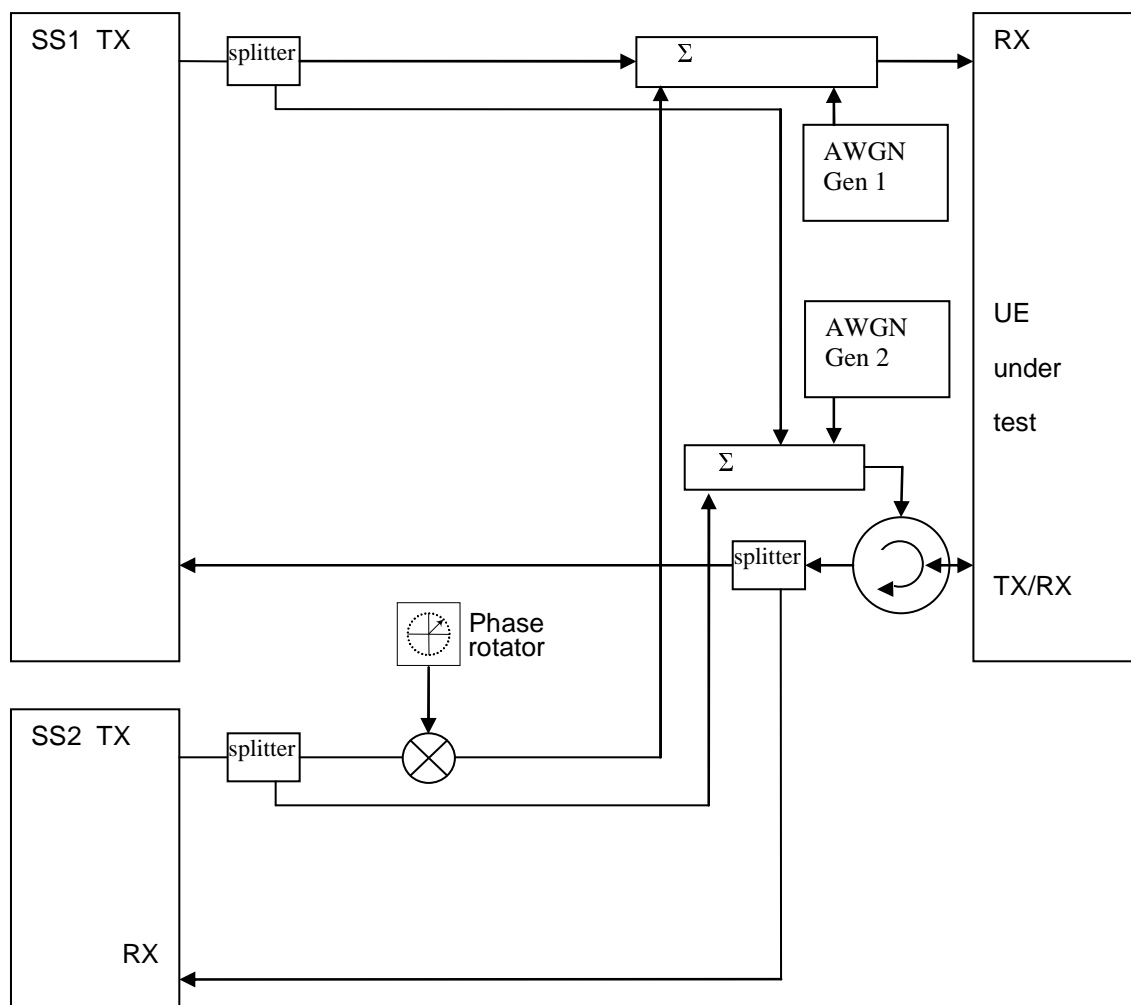 SS1 TX
splitter
Σ
RX
AWGN
Gen 1
AWGN
Gen 2
UE
under
test
Σ
splitter
TX/RX
Phase
rotator
SS2 TX
splitter
RX